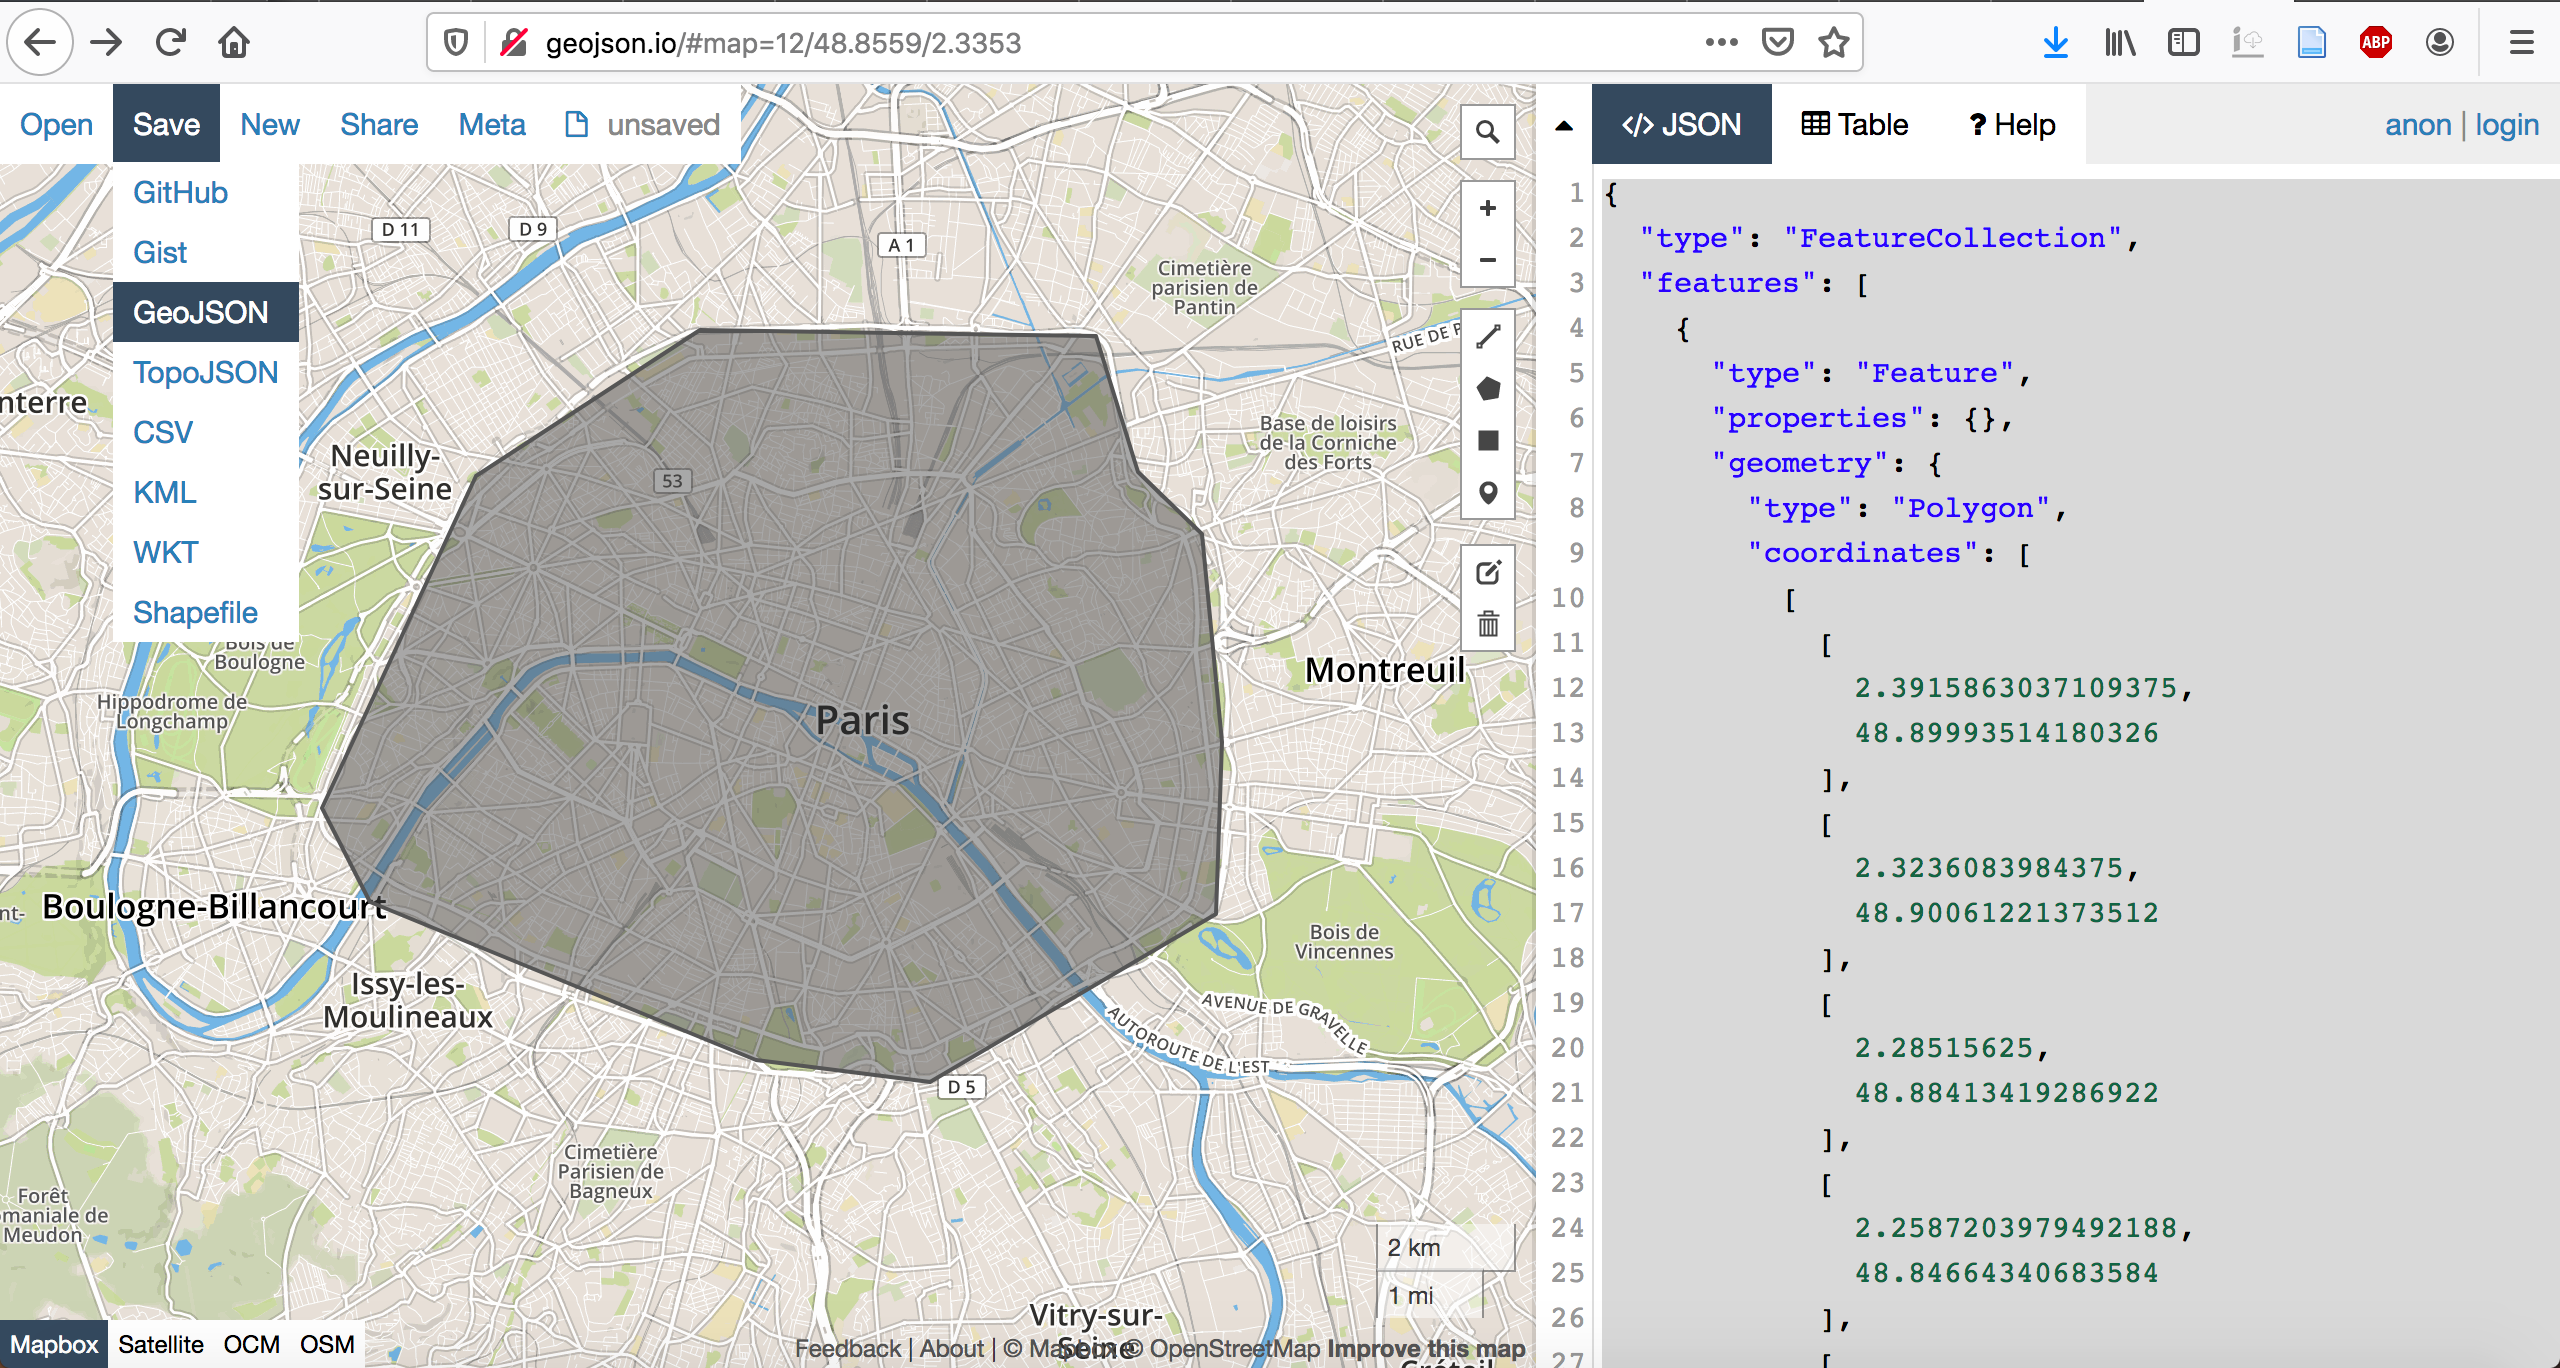 geojson.io/#map=12/48.8559/2.3353
ABP
Open Save New Share Meta unsaved
GitHub
Gist
GeoJSON
TopoJSON
CSV
KML
WKT
Shapefile
D 11
D 9
A 1
Cimetière
parisien de
Pantin
RUE DE P
nterre
Neuilly-
sur-Seine
53
Base de loisirs
de la Corniche
des Forts
Bois de
Boulogne
Hippodrome de
Longchamp
Montreuil
Paris
nt-
Boulogne-Billancourt
Issy-les-
Moulineaux
Bois de
Vincennes
AVENUE DE GRAVELLE
AUTOROUTE DE L'EST
D 5
Cimetière
Parisien de
Bagneux
Forêt
omaniale de
Meudon
Vitry-sur-
Seine
Créteil
2 km
1 mi
Mapbox Satellite OCM OSM
Feedback | About | © Mapbox © OpenStreetMap Improve this map
</> JSON Table ? Help
anon | login
1 {
2 "type": "FeatureCollection",
3 "features": [
4 {
5 "type": "Feature",
6 "properties": {},
7 "geometry": {
8 "type": "Polygon",
9 "coordinates": [
10 [
11 [
12 2.3915863037109375,
13 48.89993514180326
14 ],
15 [
16 2.3236083984375,
17 48.90061221373512
18 ],
19 [
20 2.28515625,
21 48.88413419286922
22 ],
23 [
24 2.2587203979492188,
25 48.84664340683584
26 ],
27 [